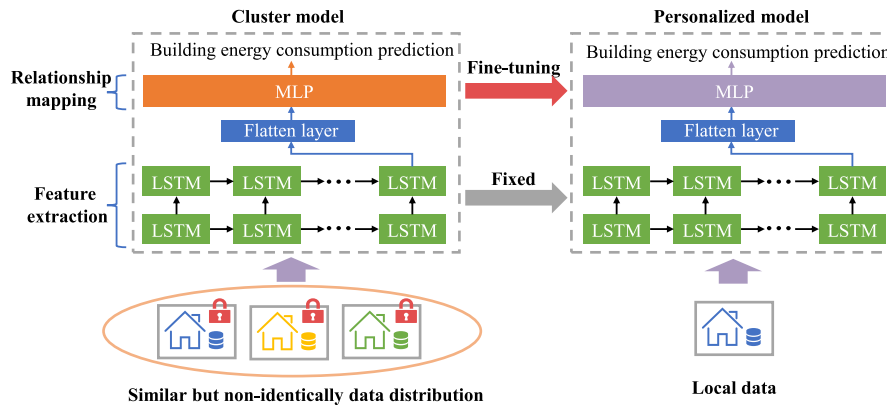 Cluster model
Personalized model
Building energy consumption prediction
Building energy consumption prediction
Relationship
mapping
MLP
Fine-tuning
MLP
Flatten layer
Flatten layer
Feature
extraction
LSTM LSTM LSTM
Fixed
LSTM LSTM LSTM
LSTM LSTM LSTM
LSTM LSTM LSTM
Similar but non-identically data distribution
Local data